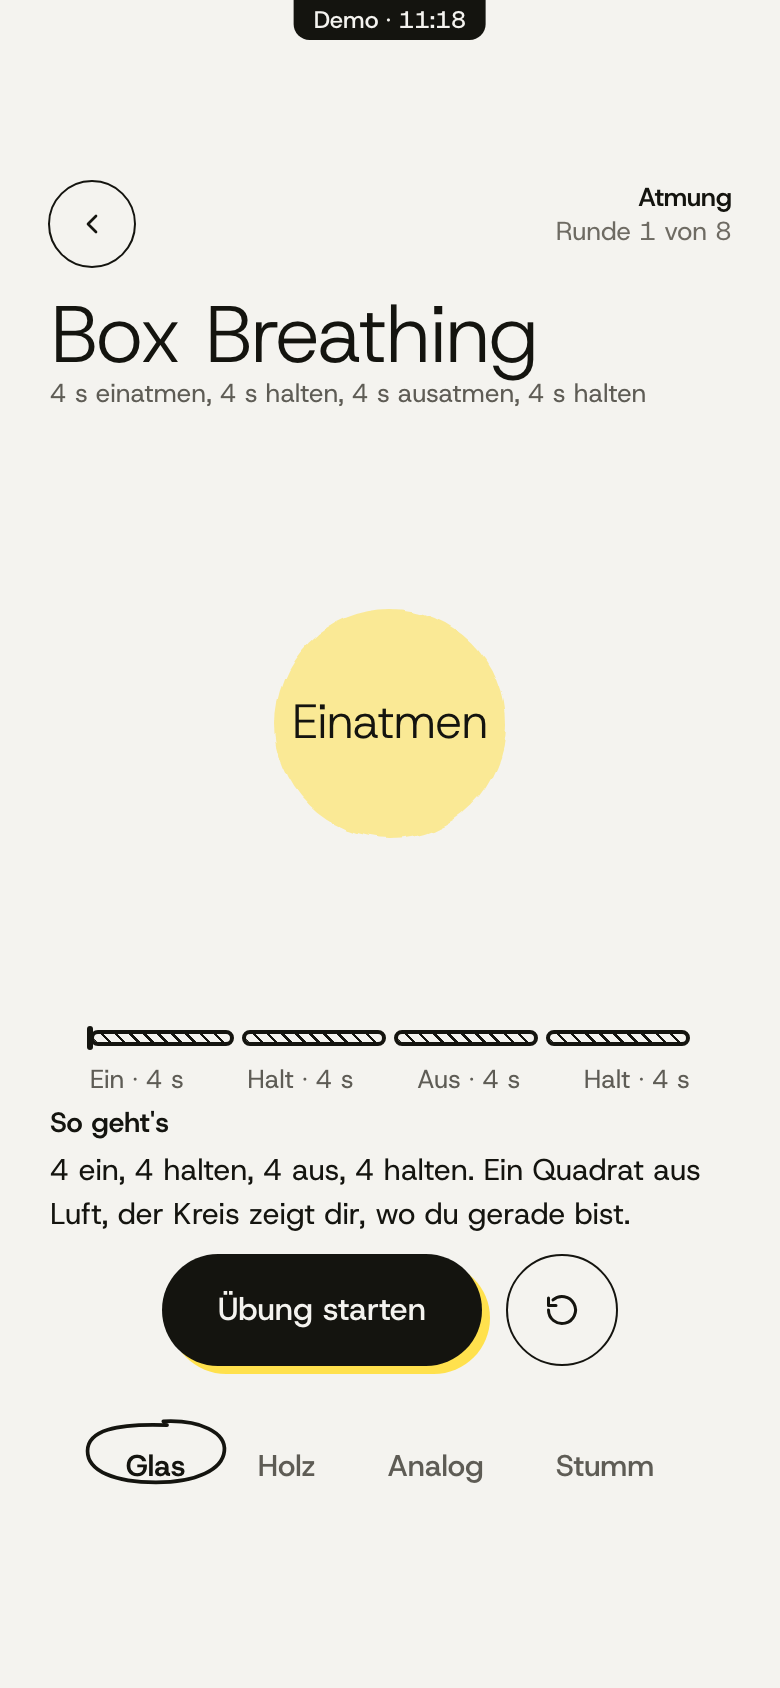 Demo · 11:18
Atmung
Runde 1 von 8
Box Breathing
4 s einatmen, 4 s halten, 4 s ausatmen, 4 s halten
Einatmen
Ein · 4 s
Halt · 4 s
Aus · 4 s
Halt · 4 s
So geht's
4 ein, 4 halten, 4 aus, 4 halten. Ein Quadrat aus
Luft, der Kreis zeigt dir, wo du gerade bist.
Übung starten
Glas
Holz
Analog
Stumm